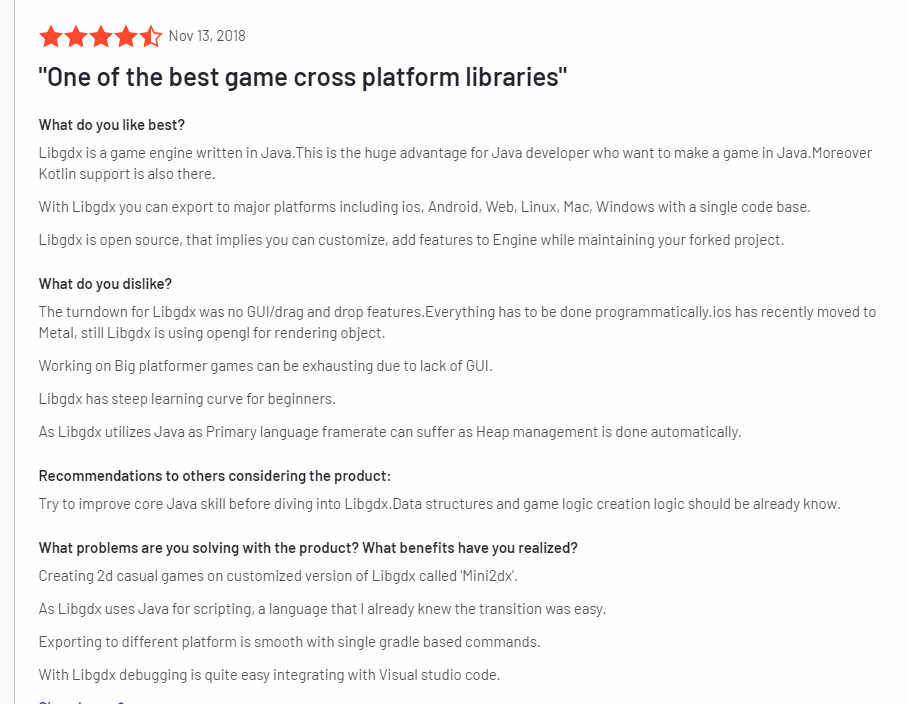 Nov 13, 2018
"One of the best game cross platform libraries"
What do you like best?
Libgdx is a game engine written in Java.This is the huge advantage for Java developer who want to make a game in Java.Moreover
Kotlin support is also there.
With Libgdx you can export to major platforms including ios, Android, Web, Linux, Mac, Windows with a single code base.
Libgdx is open source, that implies you can customize, add features to Engine while maintaining your forked project.
What do you dislike?
The turndown for Libgdx was no GUI/drag and drop features.Everything has to be done programmatically.ios has recently moved to
Metal, still Libgdx is using opengl for rendering object.
Working on Big platformer games can be exhausting due to lack of GUI.
Libgdx has steep learning curve for beginners.
As Libgdx utilizes Java as Primary language framerate can suffer as Heap management is done automatically.
Recommendations to others considering the product:
Try to improve core Java skill before diving into Libgdx.Data structures and game logic creation logic should be already know.
What problems are you solving with the product? What benefits have you realized?
Creating 2d casual games on customized version of Libgdx called 'Mini2dx'.
As Libgdx uses Java for scripting, a language that I already knew the transition was easy.
Exporting to different platform is smooth with single gradle based commands.
With Libgdx debugging is quite easy integrating with Visual studio code.